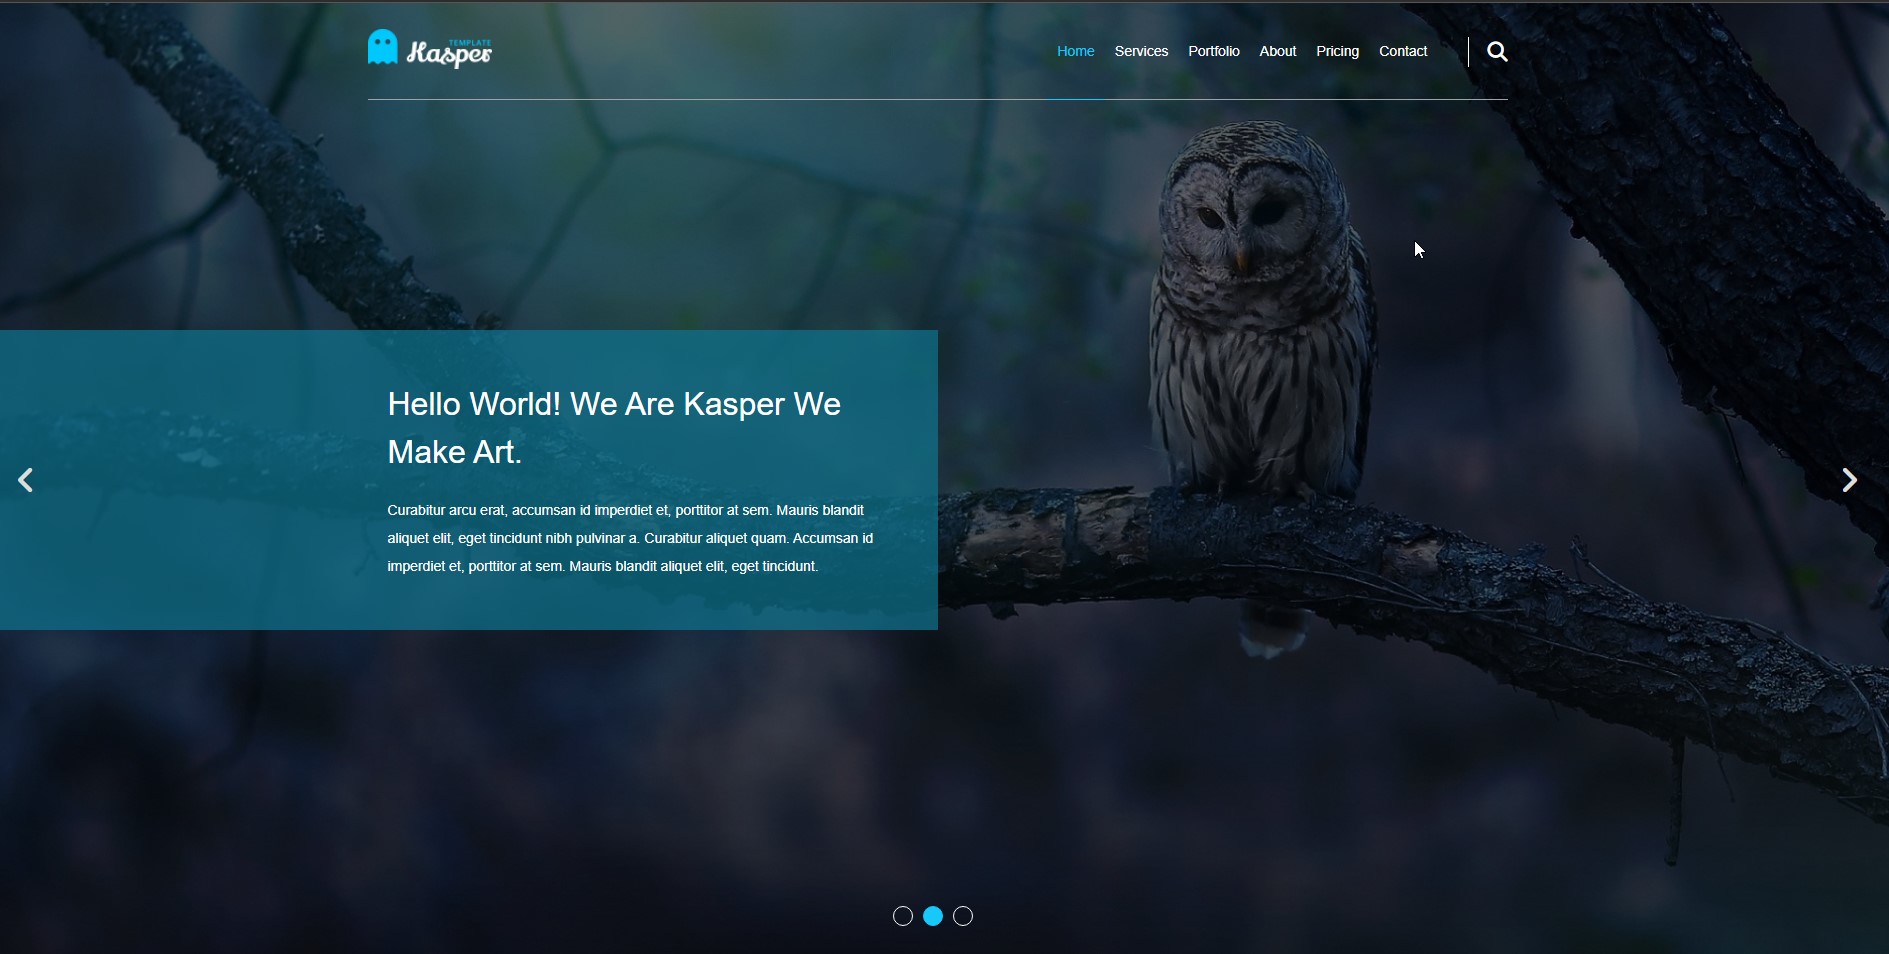 TEMPLATE
Kasper
Home Services Portfolio About Pricing Contact
Hello World! We Are Kasper We
Make Art.
Curabitur arcu erat, accumsan id imperdiet et, porttitor at sem. Mauris blandit
aliquet elit, eget tincidunt nibh pulvinar a. Curabitur aliquet quam. Accumsan id
imperdiet et, porttitor at sem. Mauris blandit aliquet elit, eget tincidunt.